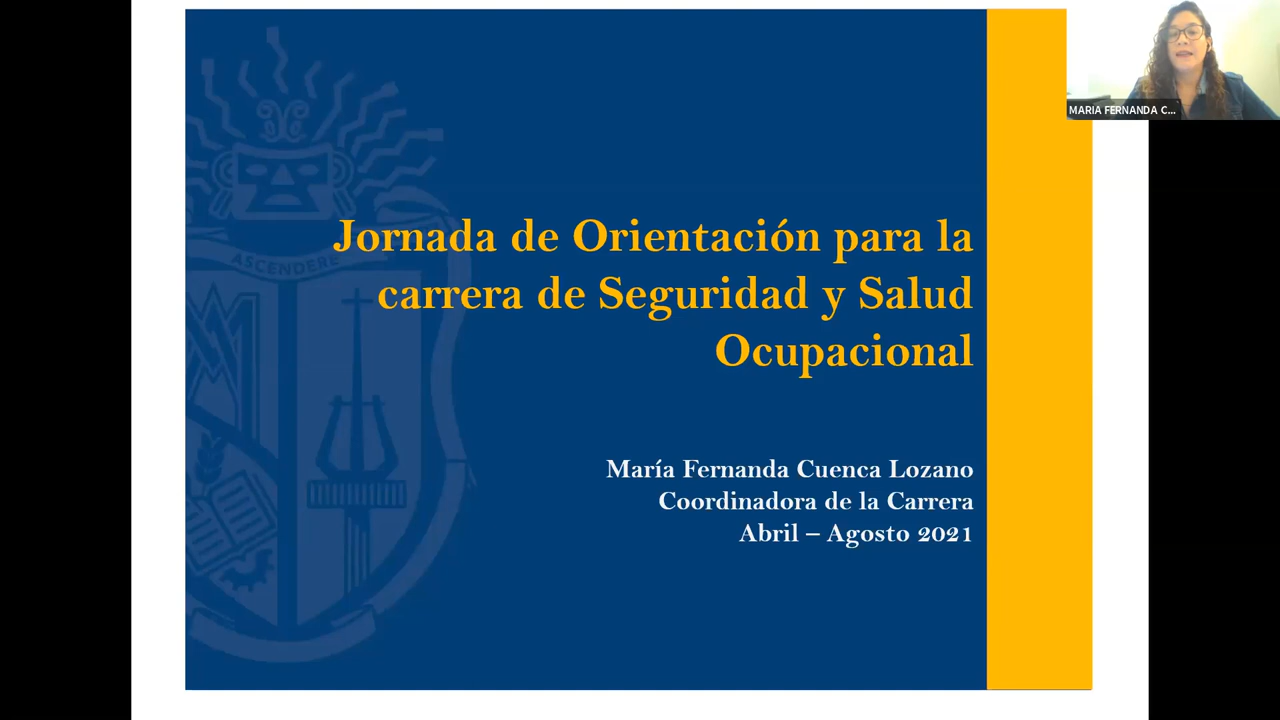 MARIA FERNANDA C...
ASCENDERE
Jornada de Orientación para la
carrera de Seguridad y Salud
Ocupacional
María Fernanda Cuenca Lozano
Coordinadora de la Carrera
Abril – Agosto 2021